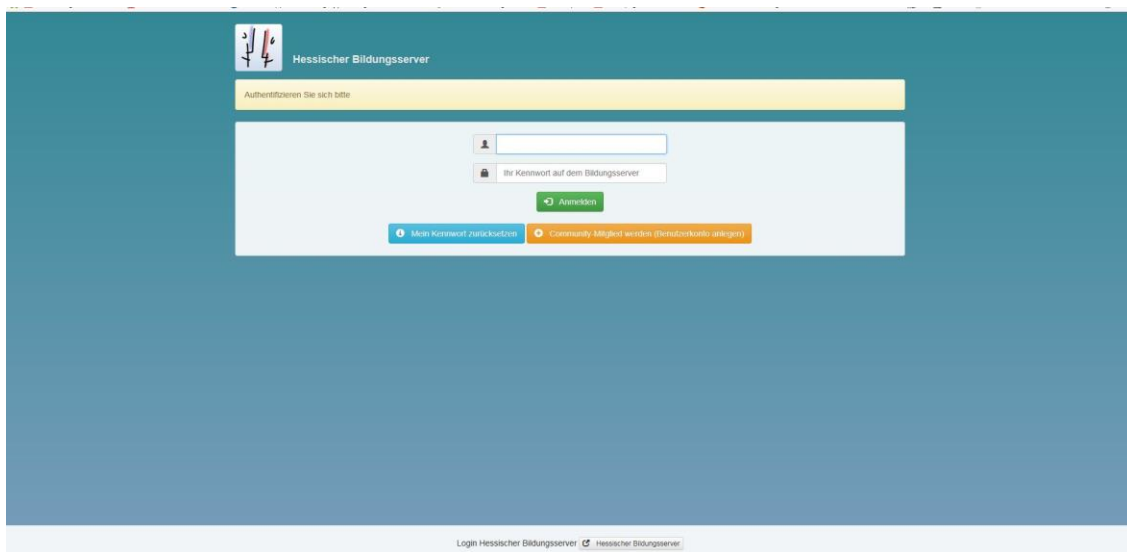 Hessischer Bildungsserver
Authentifizieren Sie sich bitte
Ihr Kennwort auf dem Bildungsserver
Anmelden
Mein Kennwort zurücksetzen Community-Mitglied werden (Benutzerkonto anlegen)
Login Hessischer Bildungsserver Hessischer Bildungsserver